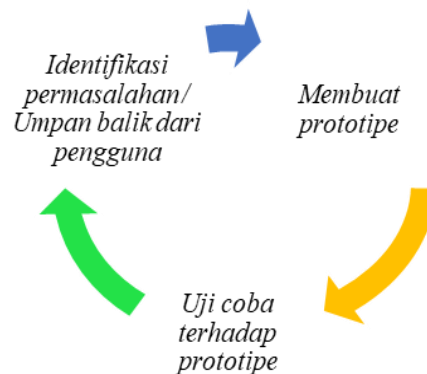 Identifikasi
permasalahan/
Umpan balik dari
pengguna
Membuat
prototipe
Uji coba
terhadap
prototipe